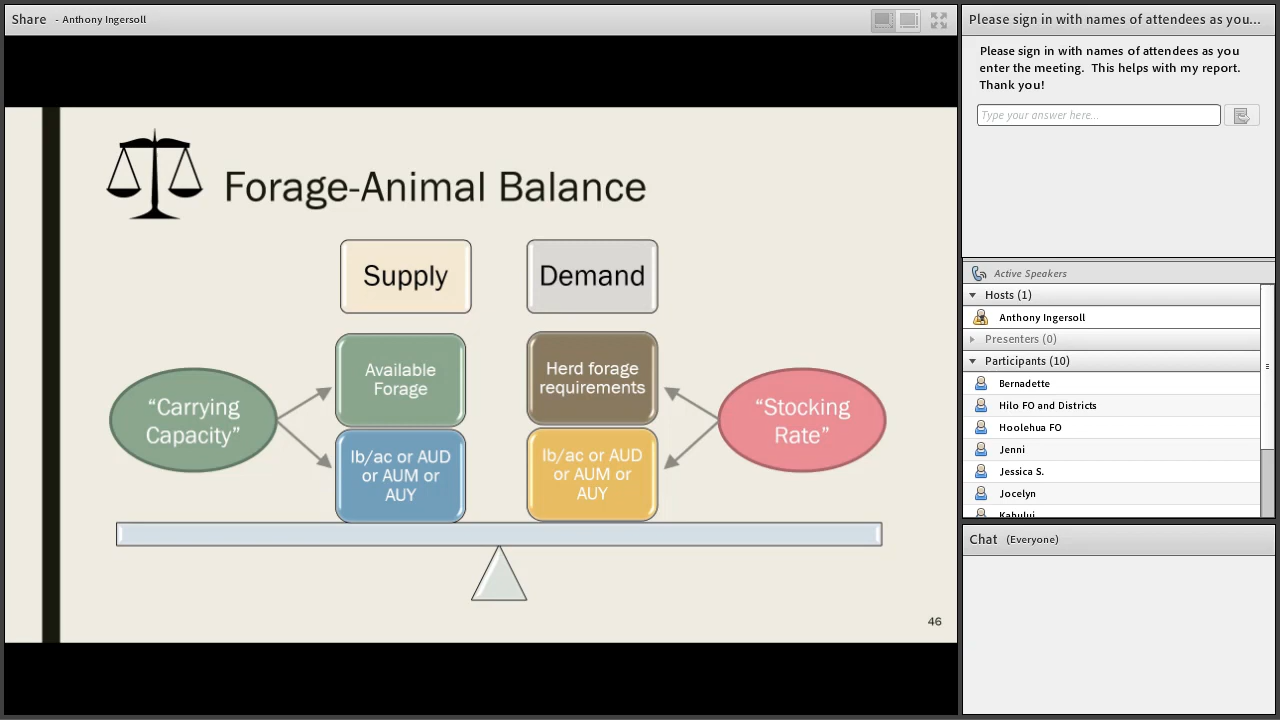 Share - Anthony Ingersoll
Forage-Animal Balance
Supply
Demand
Available
Forage
Herd forage
requirements
“Carrying
Capacity”
“Stocking
Rate”
lb/ac or AUD
or AUM or
AUY
lb/ac or AUD
or AUM or
AUY
46
Please sign in with names of attendees as you...
Please sign in with names of attendees as you
enter the meeting.  This helps with my report.
Thank you!
Type your answer here...
Active Speakers
Hosts (1)
Anthony Ingersoll
Presenters (0)
Participants (10)
Bernadette
Hilo FO and Districts
Hoolehua FO
Jenni
Jessica S.
Jocelyn
Kahului
Chat (Everyone)